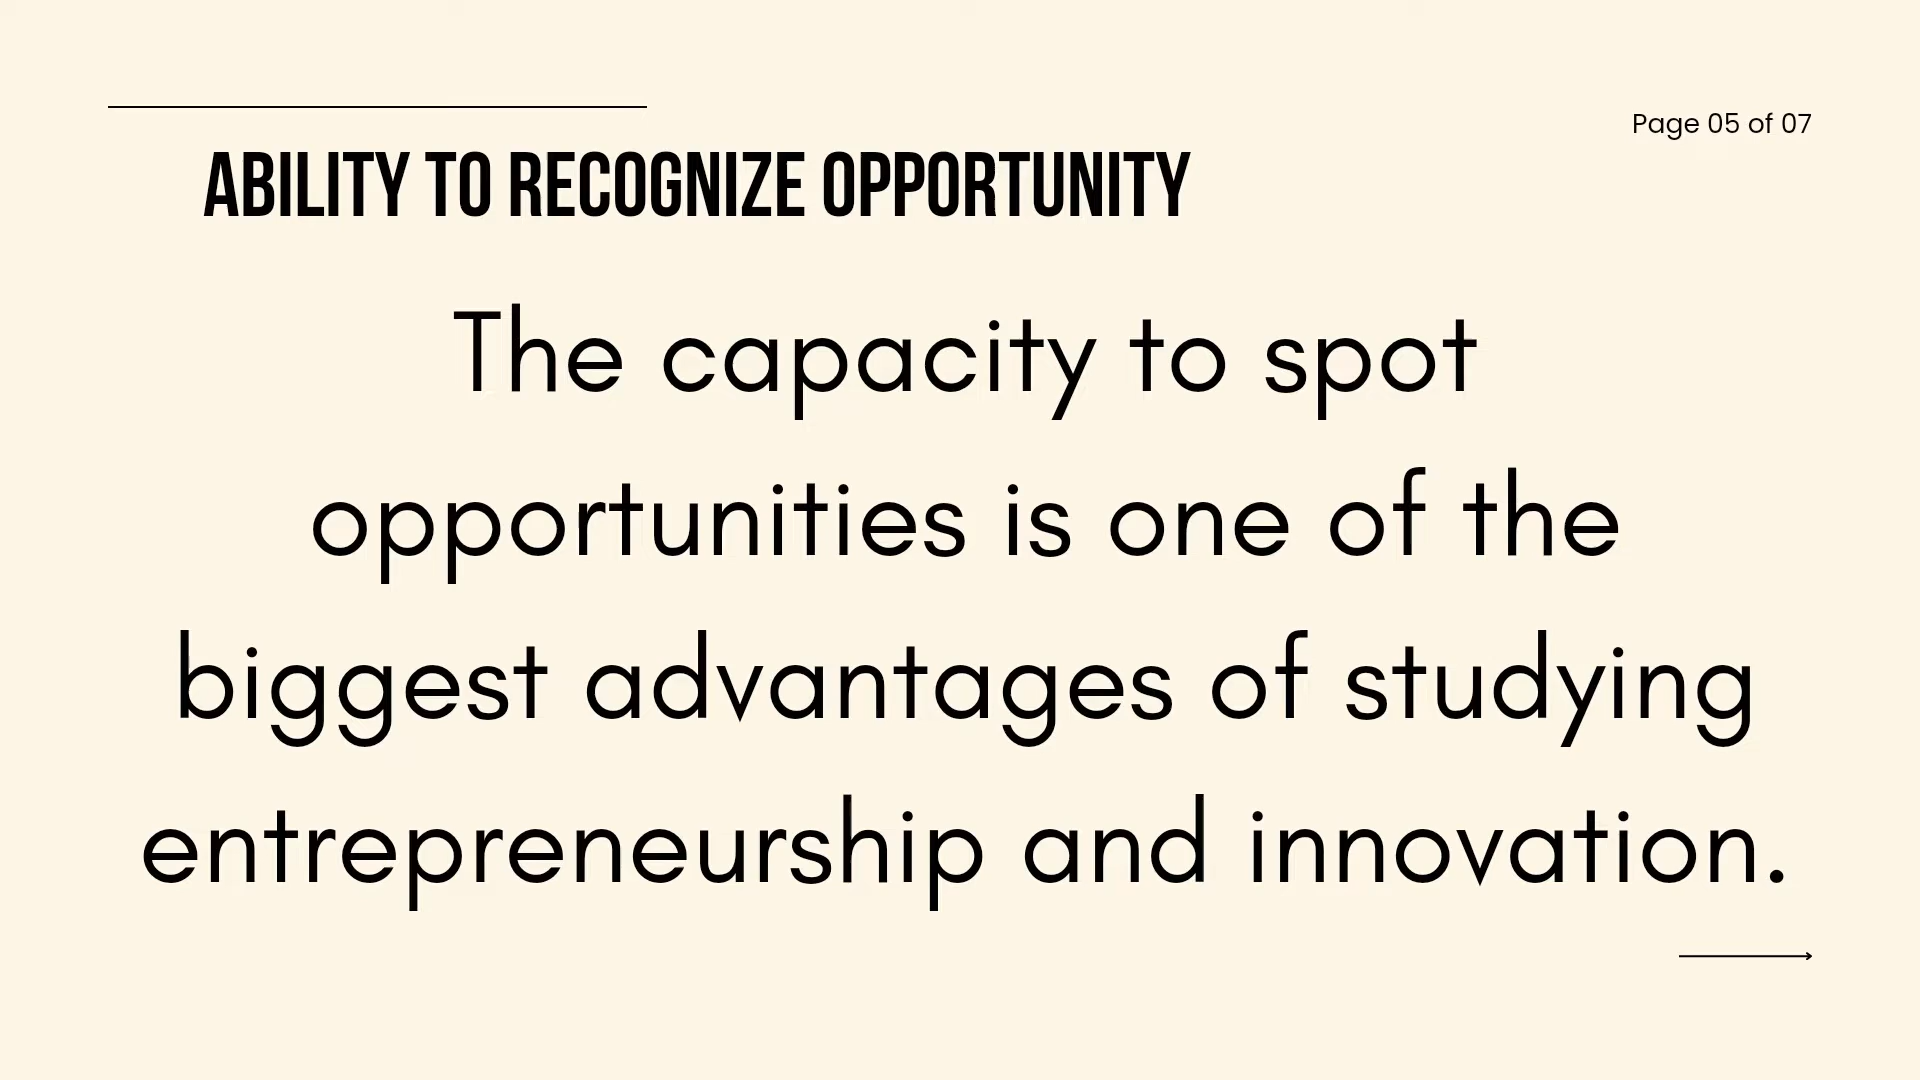 Page 05 of 07
ABILITY TO RECOGNIZE OPPORTUNITY
The capacity to spot
opportunities is one of the
biggest advantages of studying
entrepreneurship and innovation.